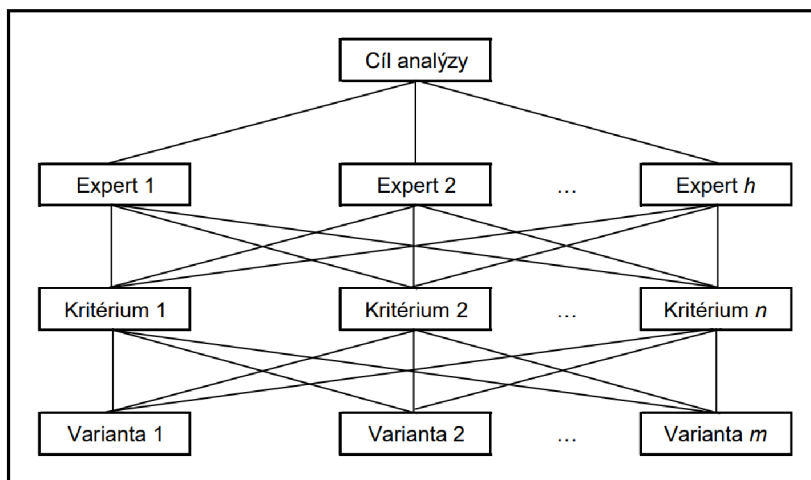 Cíl analýzy
Expert 1 Expert 2 ... Expert h
Kritérium 1 Kritérium 2 ... Kritérium n
Varianta 1 Varianta 2 ... Varianta m